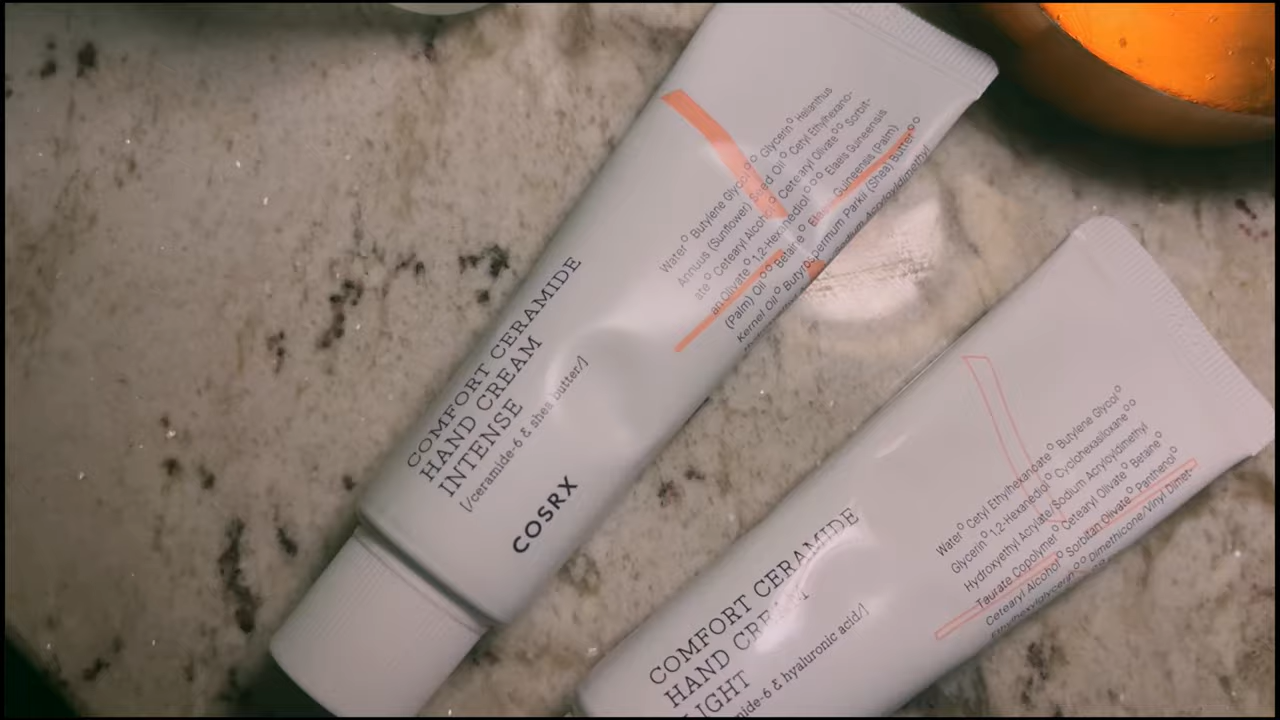 COMFORT CERAMIDE
HAND CREAM
INTENSE
[/ceramide-6 & shea butter/]
COSRX
Water° Butylene Glycol°° Glycerin° Helianthus
Annuus (Sunflower) Seed Oil° Cetyl Ethylhexano-
ate° Cetearyl Alcohol° Cetearyl Olivate°° Sorbit-
an Olivate° 1,2-Hexanediol°°° Elaeis Guineensis
(Palm) Oil°° Betaine° Guineensis (Palm)
Kernel Oil° Butyrospermum Parkii (Shea) Butter°°
Acryloyldimethyl
COMFORT CERAMIDE
HAND CREAM
LIGHT
& hyaluronic acid/]
Water° Cetyl Ethylhexanoate° Butylene Glycol°
Glycerin° 1,2-Hexanediol° Cyclohexasiloxane°°
Hydroxyethyl Acrylate/Sodium Acryloyldimethyl
Taurate Copolymer° Cetearyl Olivate° Betaine°
Cetearyl Alcohol° Sorbitan Olivate° Panthenol°
Ethylhexylglycerin°° Dimethicone/Vinyl Dimet-